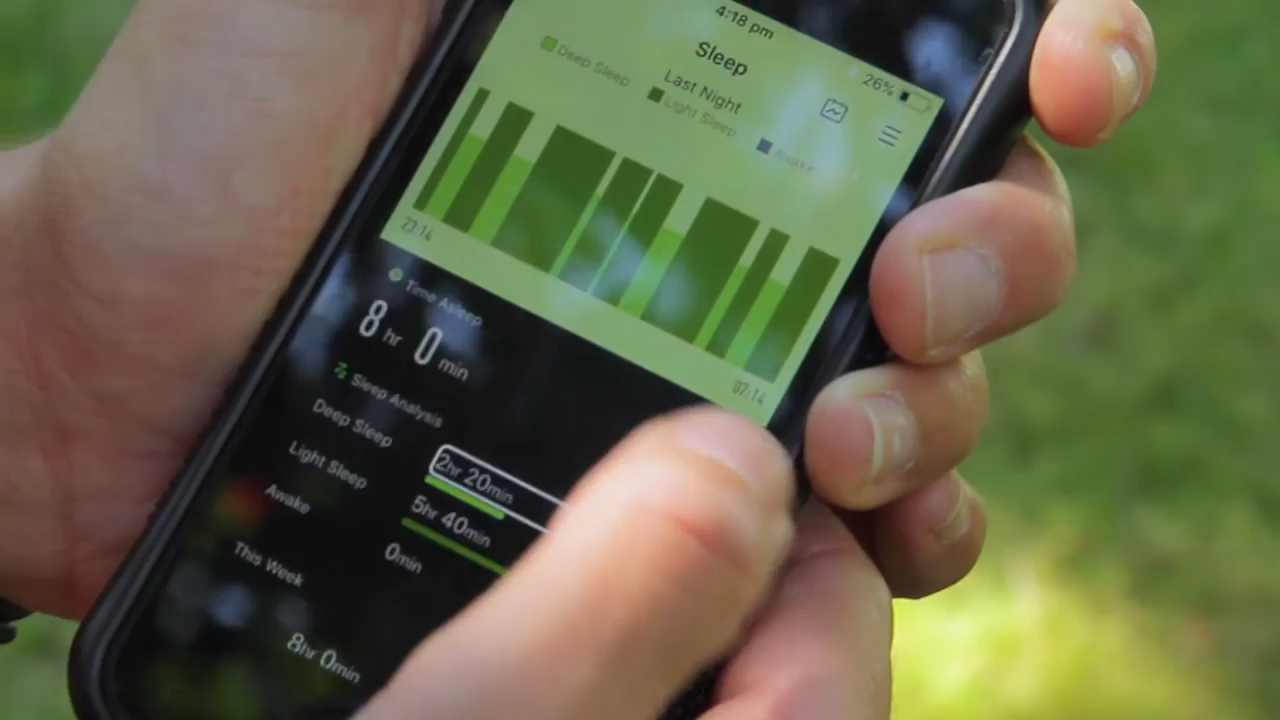 4:18 pm
26%
Sleep
Last Night
Deep Sleep
Light Sleep
Awake
23:14
07:14
Time Asleep
8 hr 0 min
Sleep Analysis
Deep Sleep 2hr 20min
Light Sleep 5hr 40min
Awake 0min
This Week
8hr 0min